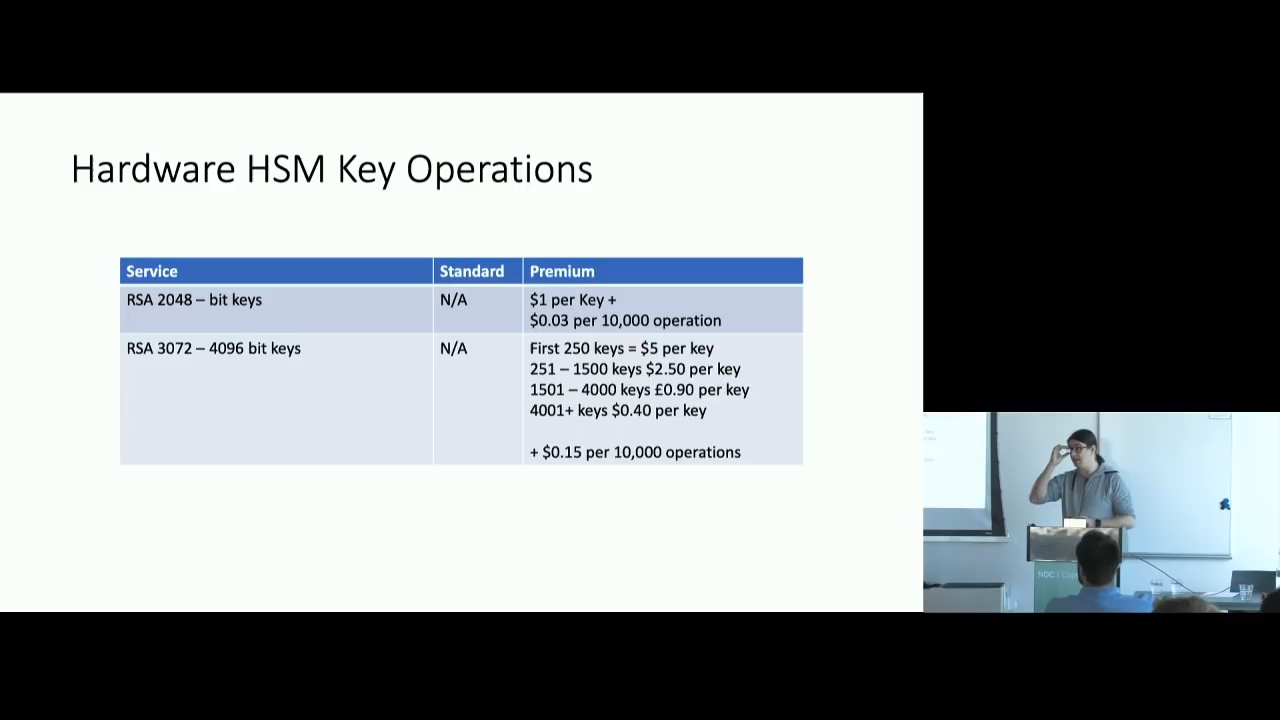 Hardware HSM Key Operations
Service Standard Premium
RSA 2048 – bit keys N/A $1 per Key +
$0.03 per 10,000 operation
RSA 3072 – 4096 bit keys N/A First 250 keys = $5 per key
251 – 1500 keys $2.50 per key
1501 – 4000 keys £0.90 per key
4001+ keys $0.40 per key
+ $0.15 per 10,000 operations
NDC